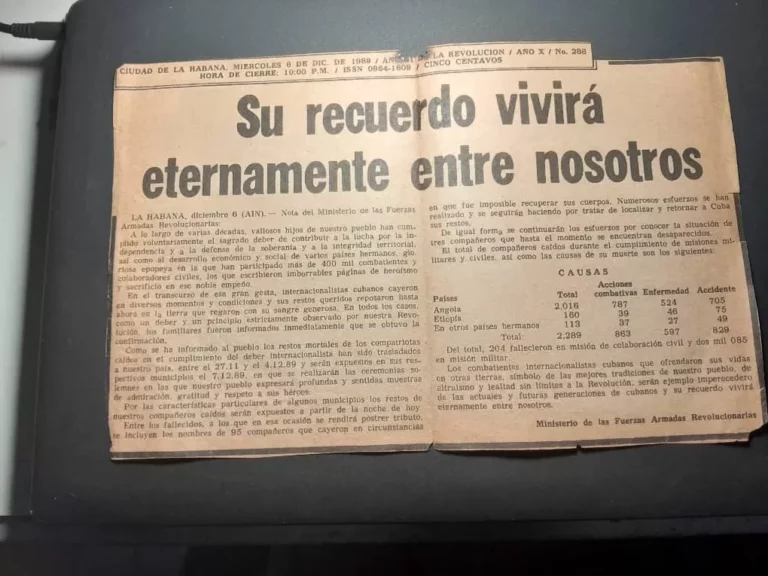 CIUDAD DE LA HABANA, MIERCOLES 6 DE DIC. DE 1989 / DE LA REVOLUCION / AÑO X / No. 288
HORA DE CIERRE: 10:00 P.M. / ISSN 0864-1609 / CINCO CENTAVOS
Su recuerdo vivirá
eternamente entre nosotros
LA HABANA, diciembre 6 (AIN).— Nota del Ministerio de las Fuerzas
Armadas Revolucionarias:
A lo largo de varias décadas, valiosos hijos de nuestro pueblo han cum-
plido voluntariamente el sagrado deber de contribuir a la lucha por la in-
dependencia y a la defensa de la soberanía y a la integridad territorial,
así como al desarrollo económico y social de varios países hermanos, glo-
riosa epopeya en la que han participado más de 400 mil combatientes y
colaboradores civiles, los que escribieron imborrables páginas de heroísmo
y sacrificio en ese noble empeño.
En el transcurso de esa gran gesta, internacionalistas cubanos cayeron
en diversos momentos y condiciones y sus restos queridos reposaron hasta
ahora en la tierra que regaron con su sangre generosa. En todos los casos,
como un deber y un principio estrictamente observado por nuestra Revo-
lución, los familiares fueron informados inmediatamente que se obtuvo la
confirmación.
Como se ha informado al pueblo los restos mortales de los compatriotas
caídos en el cumplimiento del deber internacionalista han sido trasladados
a nuestro país, entre el 27.11 y el 4.12.89 y serán expuestos en sus res-
pectivos municipios el 7.12.89, en que se realizarán las ceremonias so-
lemnes en las que nuestro pueblo expresará profundas y sentidas muestras
de admiración, gratitud y respeto a sus héroes.
Por las características particulares de algunos municipios los restos de
nuestros compañeros caídos serán expuestos a partir de la noche de hoy
Entre los fallecidos, a los que en esa ocasión se rendirá postrer tributo,
se incluyen los nombres de 95 compañeros que cayeron en circunstancias
en que fue imposible recuperar sus cuerpos. Numerosos esfuerzos se han
realizado y se seguirán haciendo por tratar de localizar y retornar a Cuba
sus restos.
De igual forma se continuarán los esfuerzos por conocer la situación de
tres compañeros que hasta el momento se encuentran desaparecidos.
El total de compañeros caídos durante el cumplimiento de misiones mi-
litares y civiles, así como las causas de su muerte son los siguientes:
CAUSAS
Países Total Acciones combativas Enfermedad Accidente
Angola 2,016 787 524 705
Etiopía 160 39 46 75
En otros países hermanos 113 37 27 49
Total: 2,289 863 597 829
Del total, 204 fallecieron en misión de colaboración civil y dos mil 085
en misión militar.
Los combatientes internacionalistas cubanos que ofrendaron sus vidas
en otras tierras, símbolo de las mejores tradiciones de nuestro pueblo, de
altruismo y lealtad sin límites a la Revolución, serán ejemplo imperecedero
de las actuales y futuras generaciones de cubanos y su recuerdo vivirá
eternamente entre nosotros.
Ministerio de las Fuerzas Armadas Revolucionarias